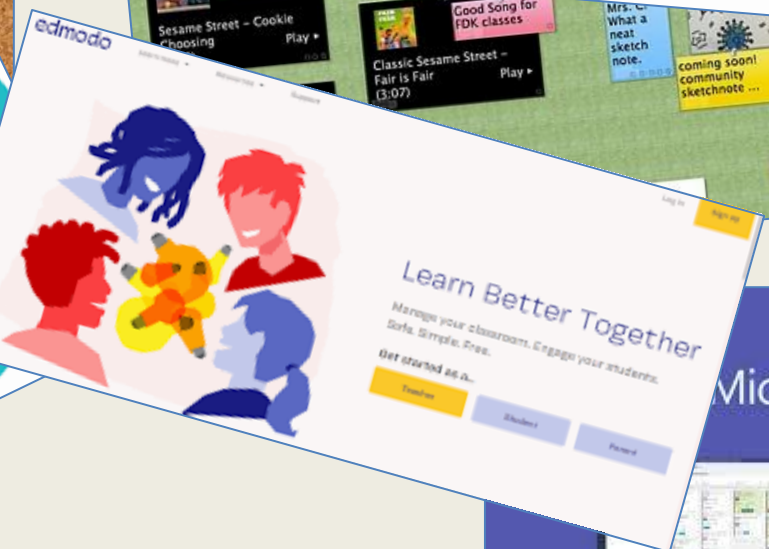 Sesame Street – Cookie
Choosing
Play
Classic Sesame Street –
Fair is Fair
(3:07)
Play
Good Song for
FDK classes
Mrs. C.
What a
neat
sketch
note.
coming soon!
community
sketchnote ...
edmodo
Resources
Support
Log In
Sign up
Learn Better Together
Manage your classroom. Engage your students.
Safe. Simple. Free.
Get started as a...
Teacher
Student
Parent
Mic